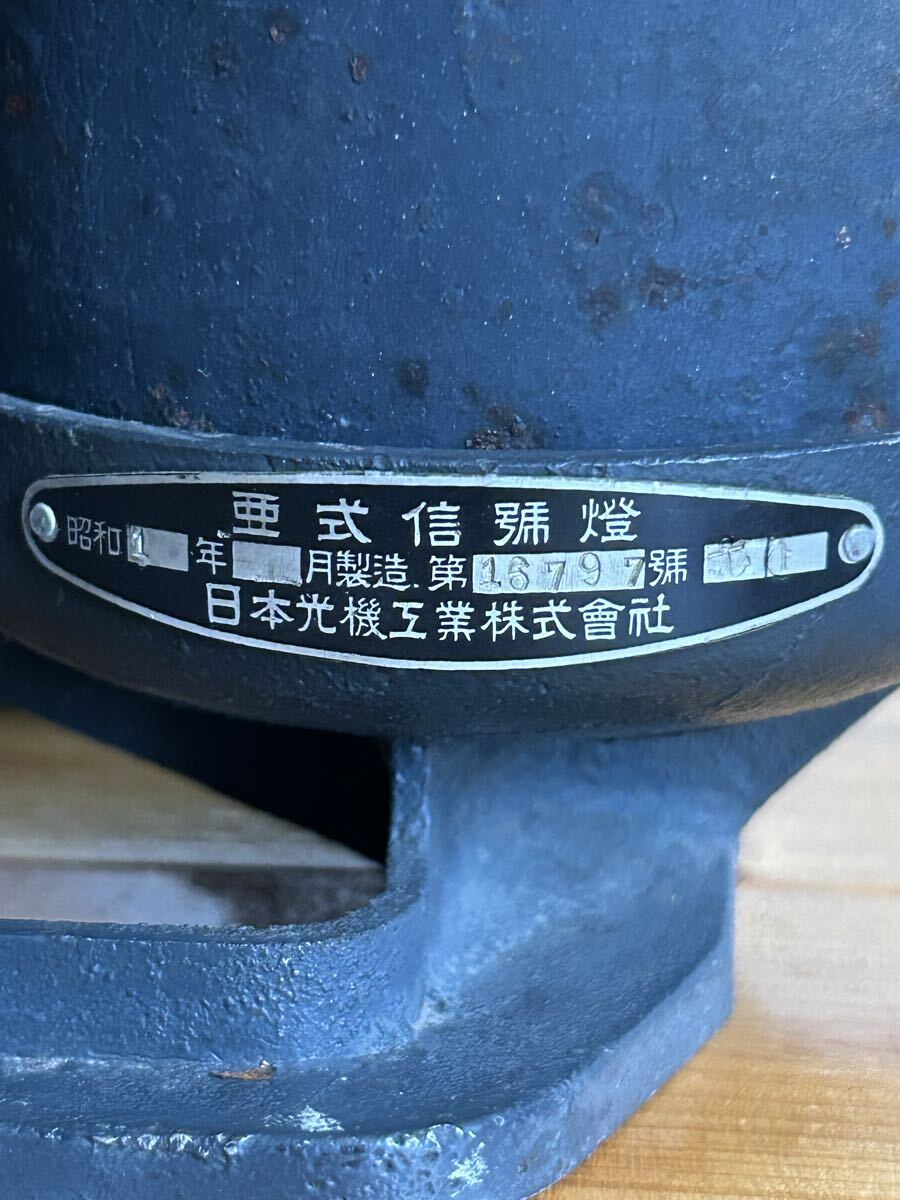 亜式信號燈
昭和1 年 月製造.第16797號
日本光機工業株式會社